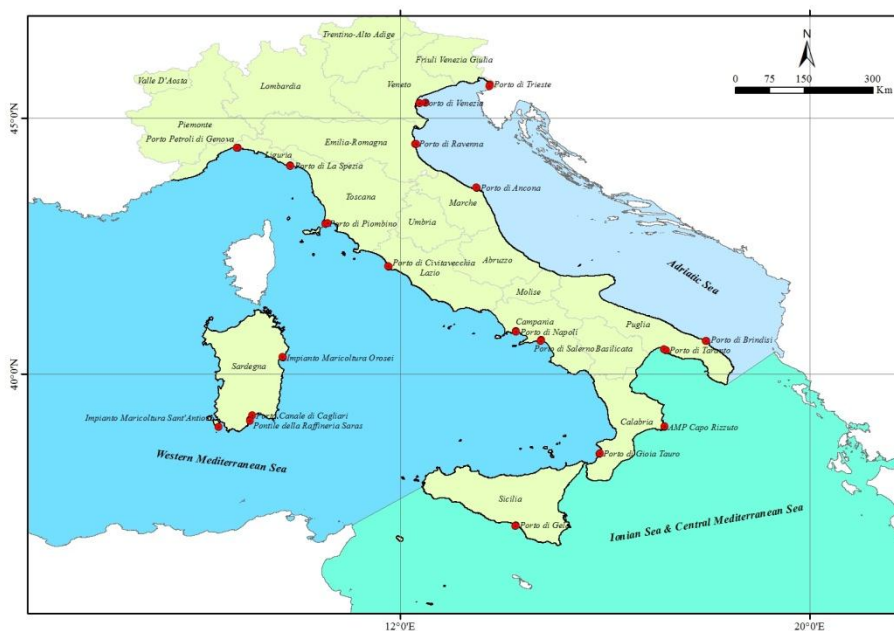 Trentino-Alto Adige
N
Friuli Venezia Giulia
Valle D'Aosta
Lombardia
Veneto
Porto di Trieste
0 75 150 300
Km
Porto di Venezia
45°0'N
Piemonte
Porto Petroli di Genova
Emilia-Romagna
Porto di Ravenna
Liguria
Porto di La Spezia
Toscana
Porto di Ancona
Marche
Umbria
Porto di Piombino
Abruzzo
Porto di Civitavecchia
Lazio
Adriatic Sea
Molise
Campania
Puglia
Porto di Napoli
Porto di Brindisi
Porto di Salerno
Basilicata
Porto di Taranto
Impianto Maricoltura Orosei
Sardegna
40°0'N
Impianto Maricoltura Sant'Antioco
Porto Canale di Cagliari
Pontile della Raffineria Saras
Calabria
AMP Capo Rizzuto
Western Mediterranean Sea
Porto di Gioia Tauro
Sicilia
Porto di Gela
Ionian Sea & Central Mediterranean Sea
12°0'E
20°0'E